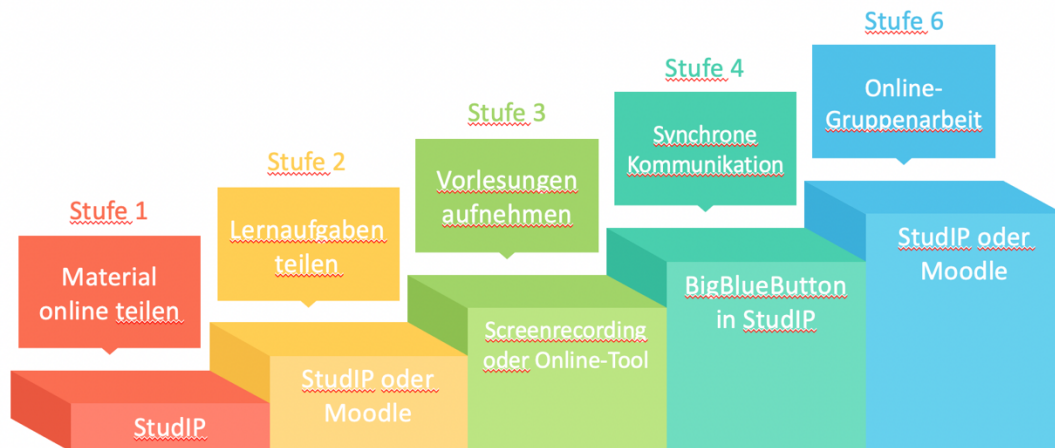 Stufe 1
Material
online teilen
StudIP
Stufe 2
Lernaufgaben
teilen
StudIP oder
Moodle
Stufe 3
Vorlesungen
aufnehmen
Screenrecording
oder Online-Tool
Stufe 4
Synchrone
Kommunikation
BigBlueButton
in StudIP
Stufe 6
Online-
Gruppenarbeit
StudIP oder
Moodle